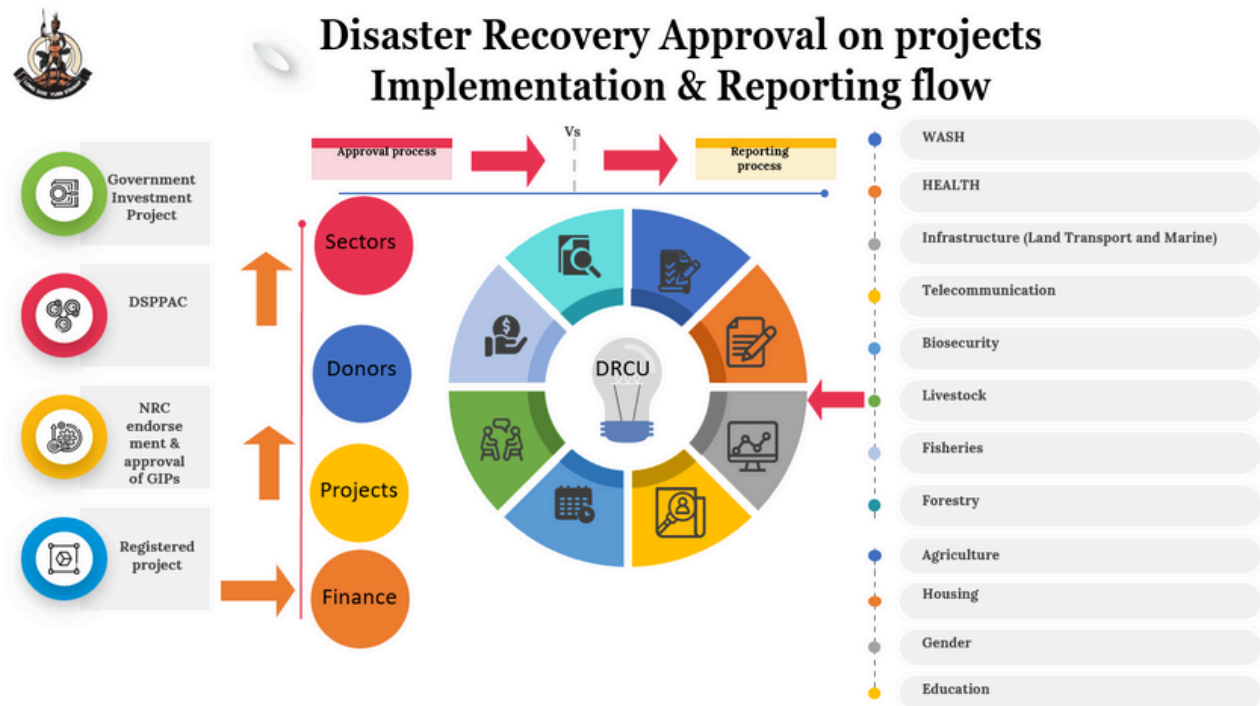 Disaster Recovery Approval on projects
Implementation & Reporting flow
Vs
Approval process
Reporting
process
Government
Investment
Project
DSPPAC
NRC
endorse
ment &
approval
of GIPs
Registered
project
Sectors
Donors
Projects
Finance
DRCU
WASH
HEALTH
Infrastructure (Land Transport and Marine)
Telecommunication
Biosecurity
Livestock
Fisheries
Forestry
Agriculture
Housing
Gender
Education